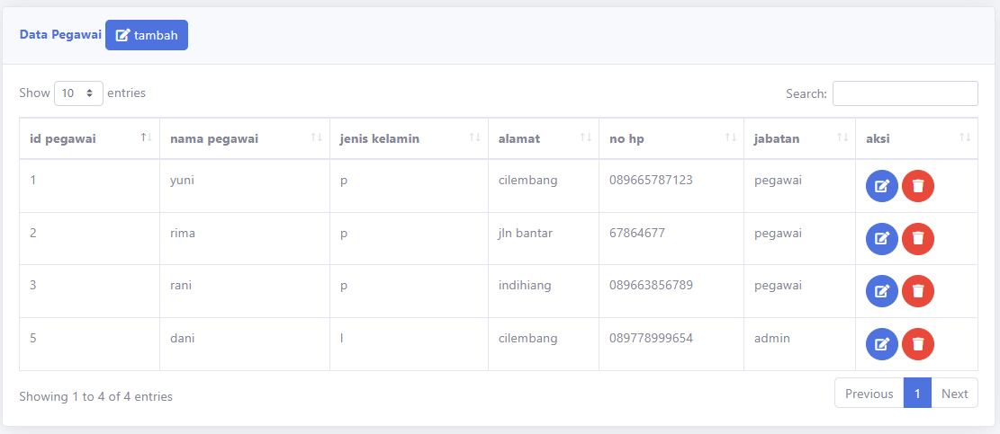 Data Pegawai tambah
Show 10 entries Search:
id pegawai nama pegawai jenis kelamin alamat no hp jabatan aksi
1 yuni p cilembang 089665787123 pegawai
2 rima p jln bantar 67864677 pegawai
3 rani p indihiang 089663856789 pegawai
5 dani l cilembang 089778999654 admin
Showing 1 to 4 of 4 entries Previous 1 Next